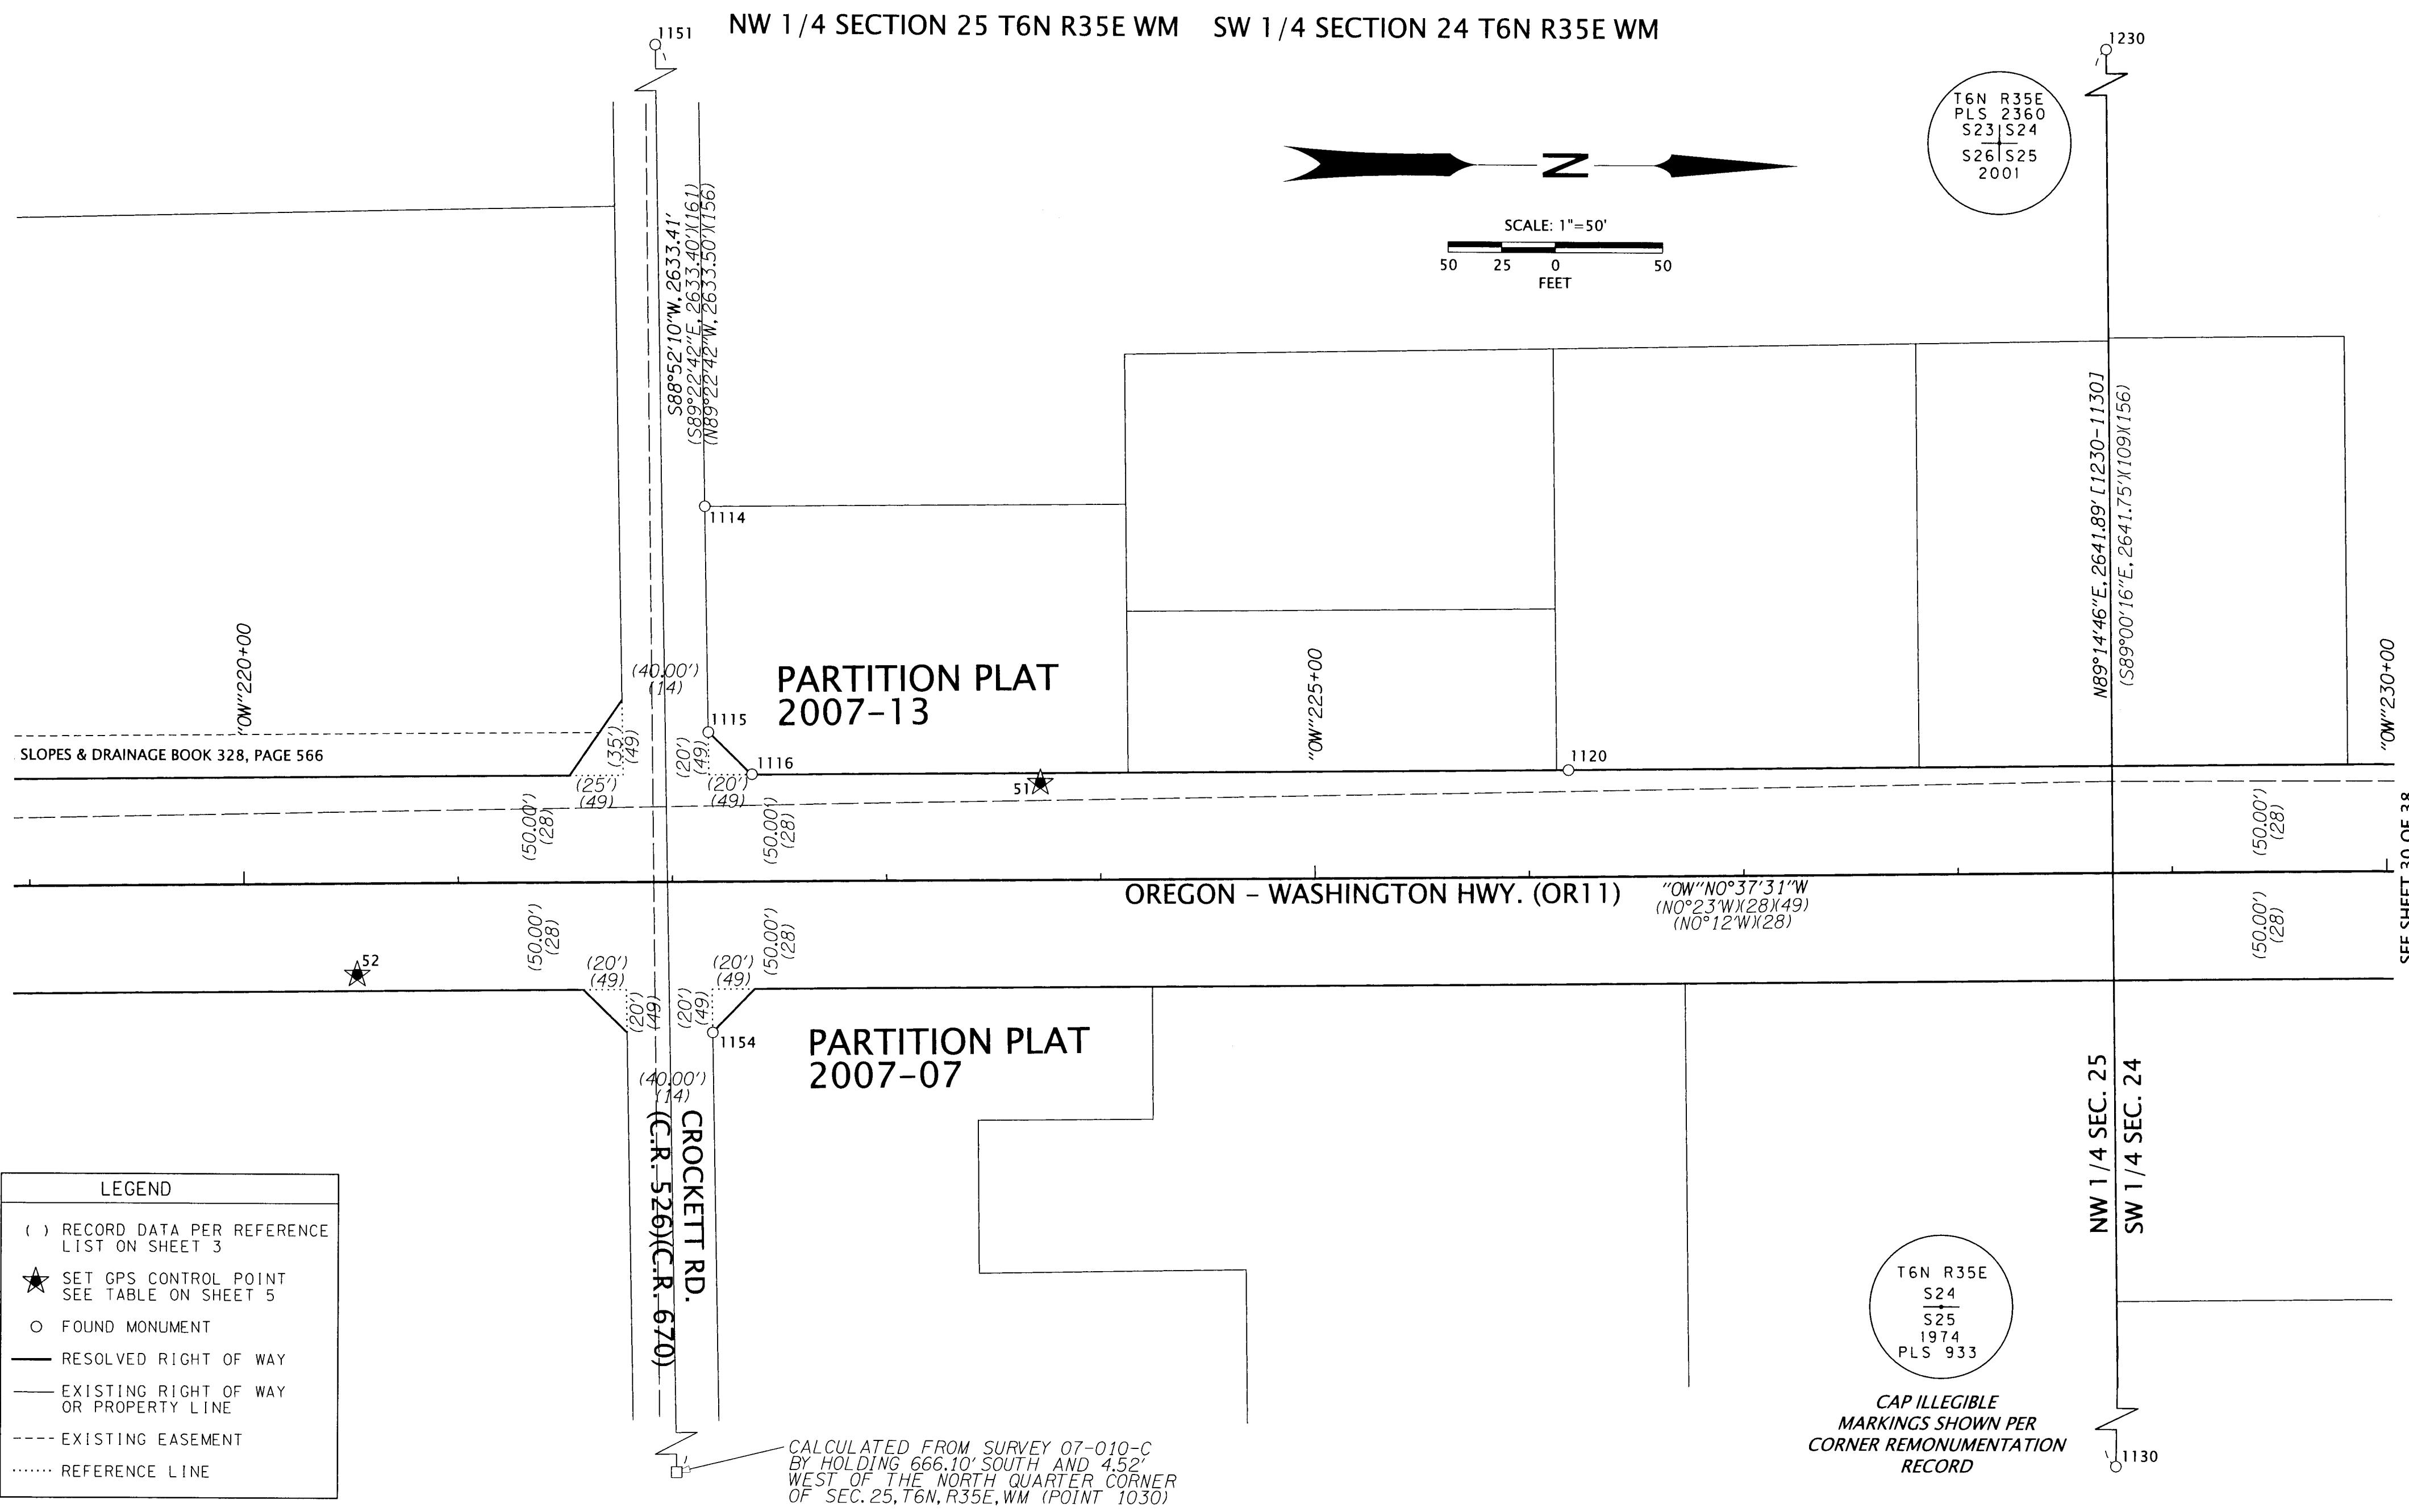 NW 1/4 SECTION 25 T6N R35E WM SW 1/4 SECTION 24 T6N R35E WM
1151
1230
T6N R35E
PLS 2360
S23 S24
S26 S25
2001
N
SCALE: 1"=50'
50 25 0 50
FEET
S88°52'10"W, 2633.41'
(S89°22'42"E, 2633.40')(161)
(N89°22'42"W, 2633.50')(156)
1114
N89°14'46"E, 2641.89' [1230-1130]
(S89°00'16"E, 2641.75')(109)(156)
"OW"220+00
"OW"225+00
"OW"230+00
(40.00')
(14)
PARTITION PLAT
2007-13
1115
1116
1120
SLOPES & DRAINAGE BOOK 328, PAGE 566
(35')
(49)
(20')
(49)
(25')
(49)
(20')
(49)
51
(50.00')
(28)
(50.00')
(28)
(50.00')
(28)
SEE SHEET 30 OF 38
OREGON - WASHINGTON HWY. (OR11)
"OW"N0°37'31"W
(N0°23'W)(28)(49)
(N0°12'W)(28)
(50.00')
(28)
(50.00')
(28)
(50.00')
(28)
52
(20')
(49)
(20')
(49)
(20')
(49)
(20')
(49)
1154
PARTITION PLAT
2007-07
(40.00')
(14)
CROCKETT RD.
(C.R. 526)(C.R. 670)
NW 1/4 SEC. 25
SW 1/4 SEC. 24
LEGEND
( ) RECORD DATA PER REFERENCE
LIST ON SHEET 3
SET GPS CONTROL POINT
SEE TABLE ON SHEET 5
FOUND MONUMENT
RESOLVED RIGHT OF WAY
EXISTING RIGHT OF WAY
OR PROPERTY LINE
EXISTING EASEMENT
REFERENCE LINE
T6N R35E
S24
S25
1974
PLS 933
CAP ILLEGIBLE
MARKINGS SHOWN PER
CORNER REMONUMENTATION
RECORD
1130
CALCULATED FROM SURVEY 07-010-C
BY HOLDING 666.10' SOUTH AND 4.52'
WEST OF THE NORTH QUARTER CORNER
OF SEC. 25, T6N, R35E, WM (POINT 1030)